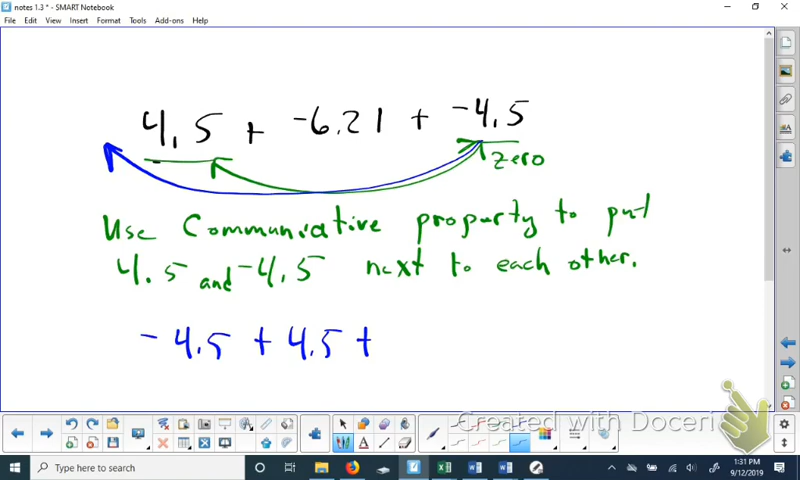 notes 1.3 * - SMART Notebook
File Edit View Insert Format Tools Add-ons Help
4.5 + -6.21 + -4.5
Zero
Use Communiative property to put
4.5 and -4.5 next to each other.
-4.5 + 4.5 +
Created with Doceri
Type here to search
1:31 PM
9/12/2019